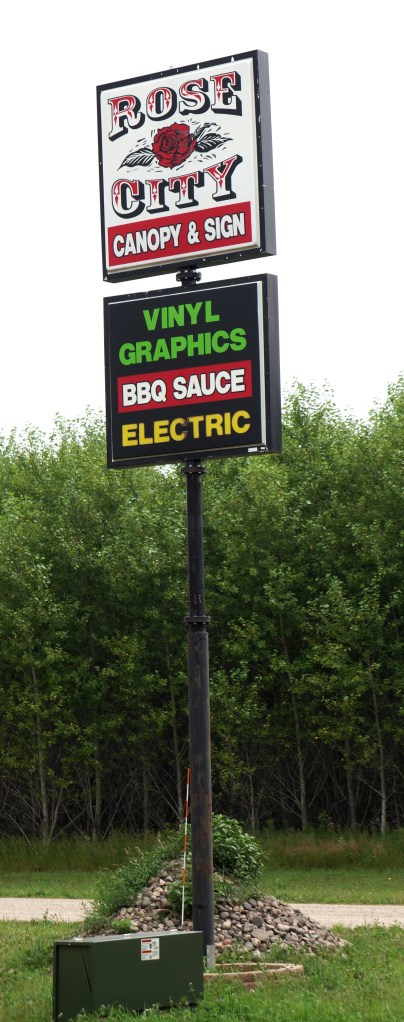 ROSE
CITY
CANOPY & SIGN
VINYL
GRAPHICS
BBQ SAUCE
ELECTRIC